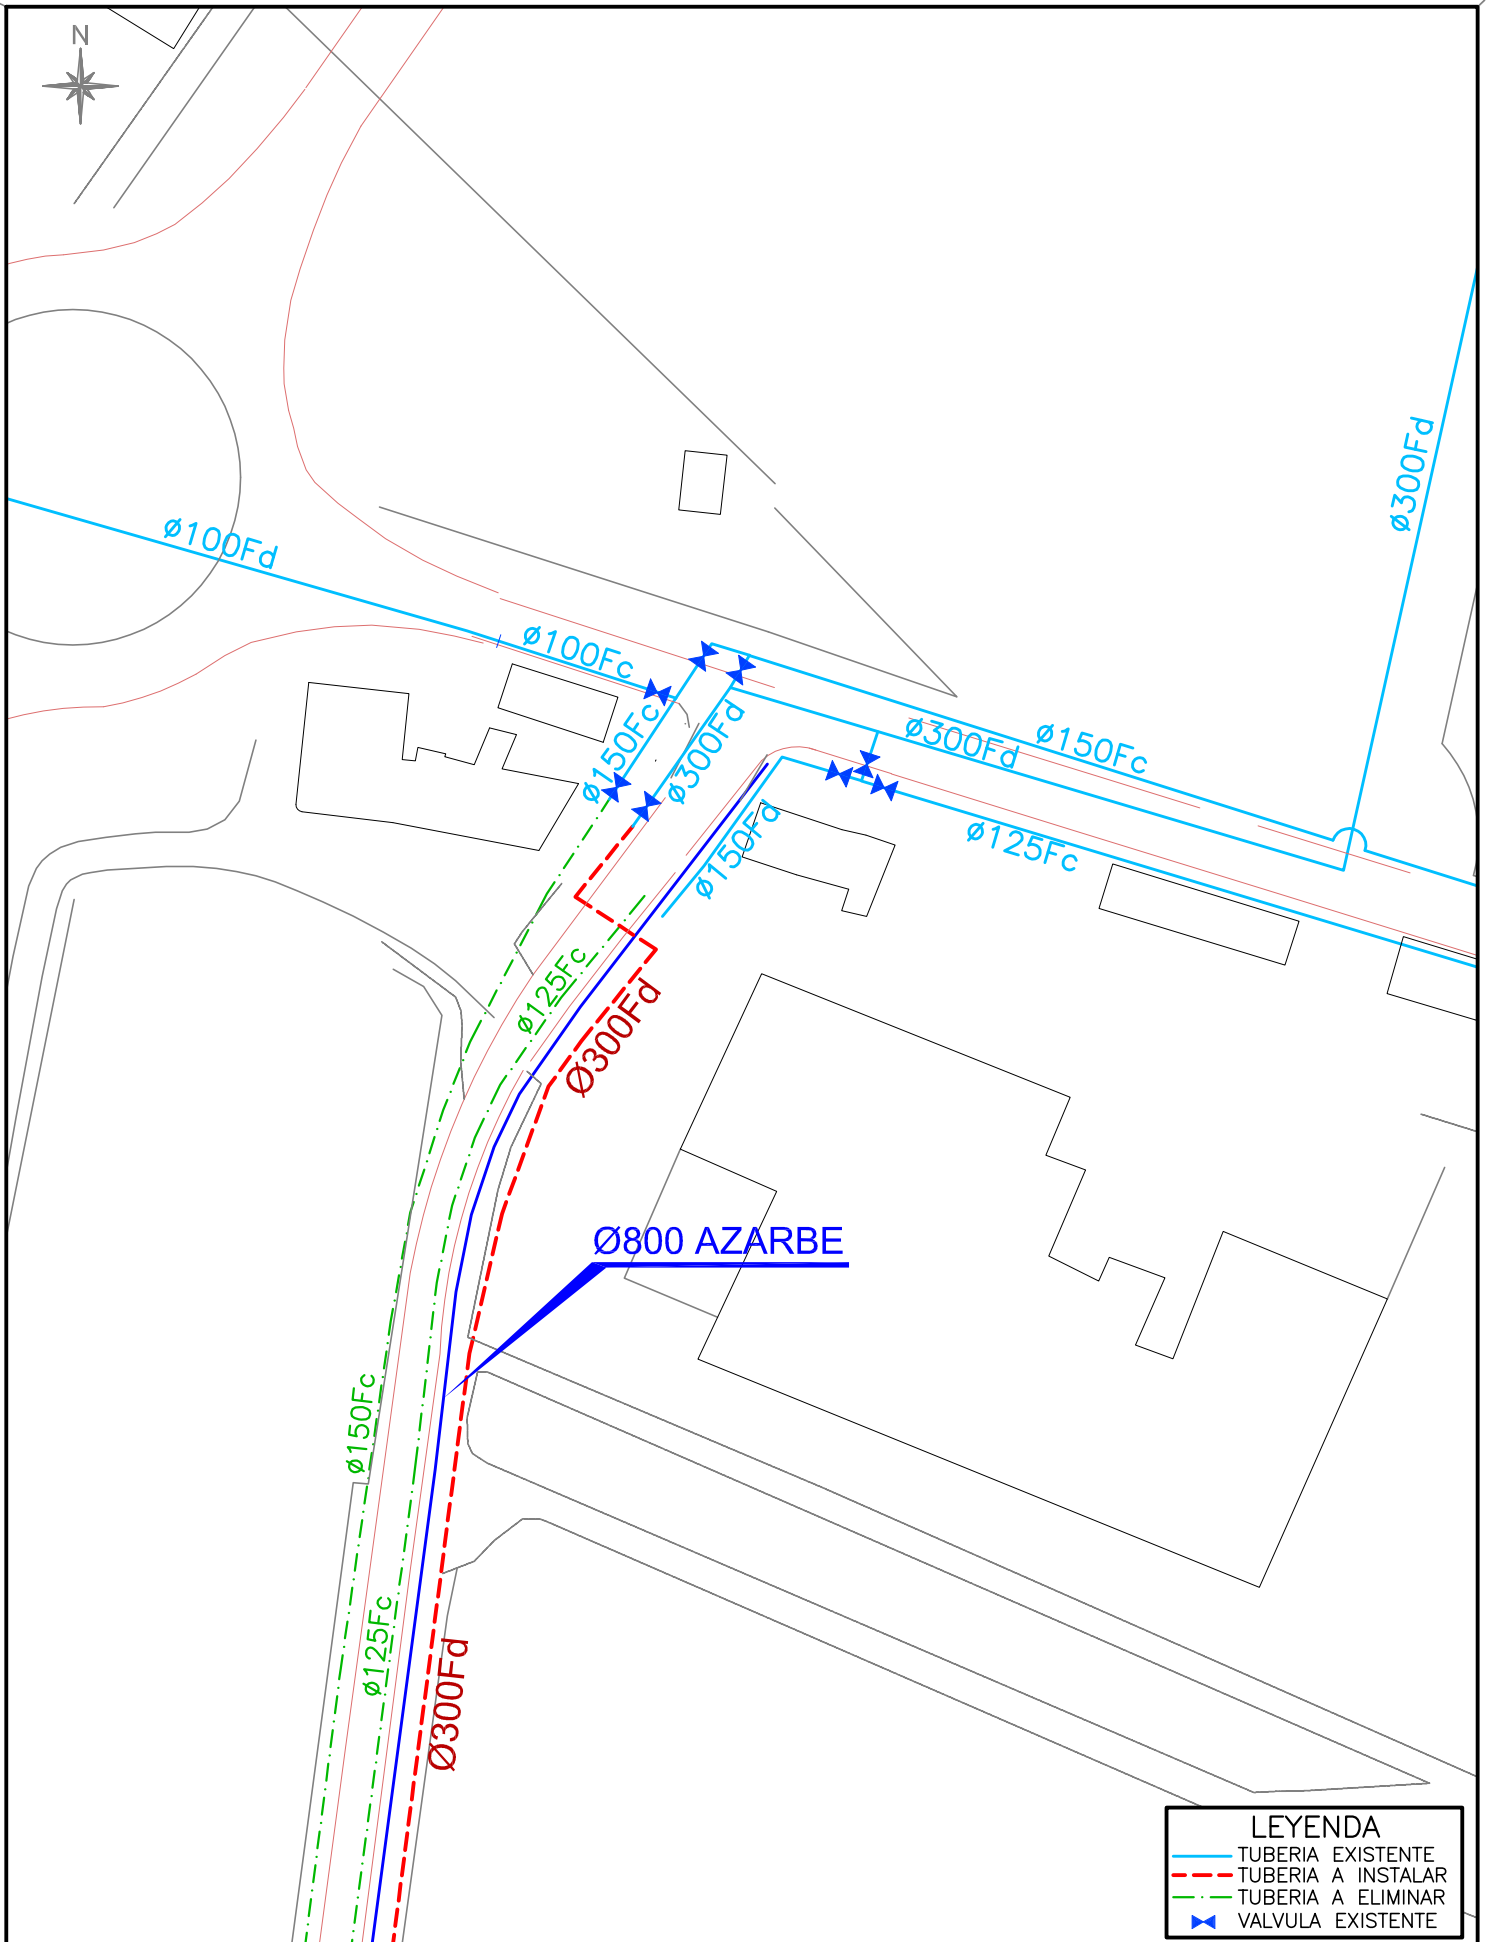 N
ø300Fd
ø100Fd
ø100Fc
ø150Fc
ø300Fd
ø300Fd
ø150Fc
ø150Fd
ø125Fc
ø125Fc
Ø300Fd
Ø800 AZARBE
ø150Fc
ø125Fc
Ø300Fd
LEYENDA
TUBERIA EXISTENTE
TUBERIA A INSTALAR
TUBERIA A ELIMINAR
VALVULA EXISTENTE